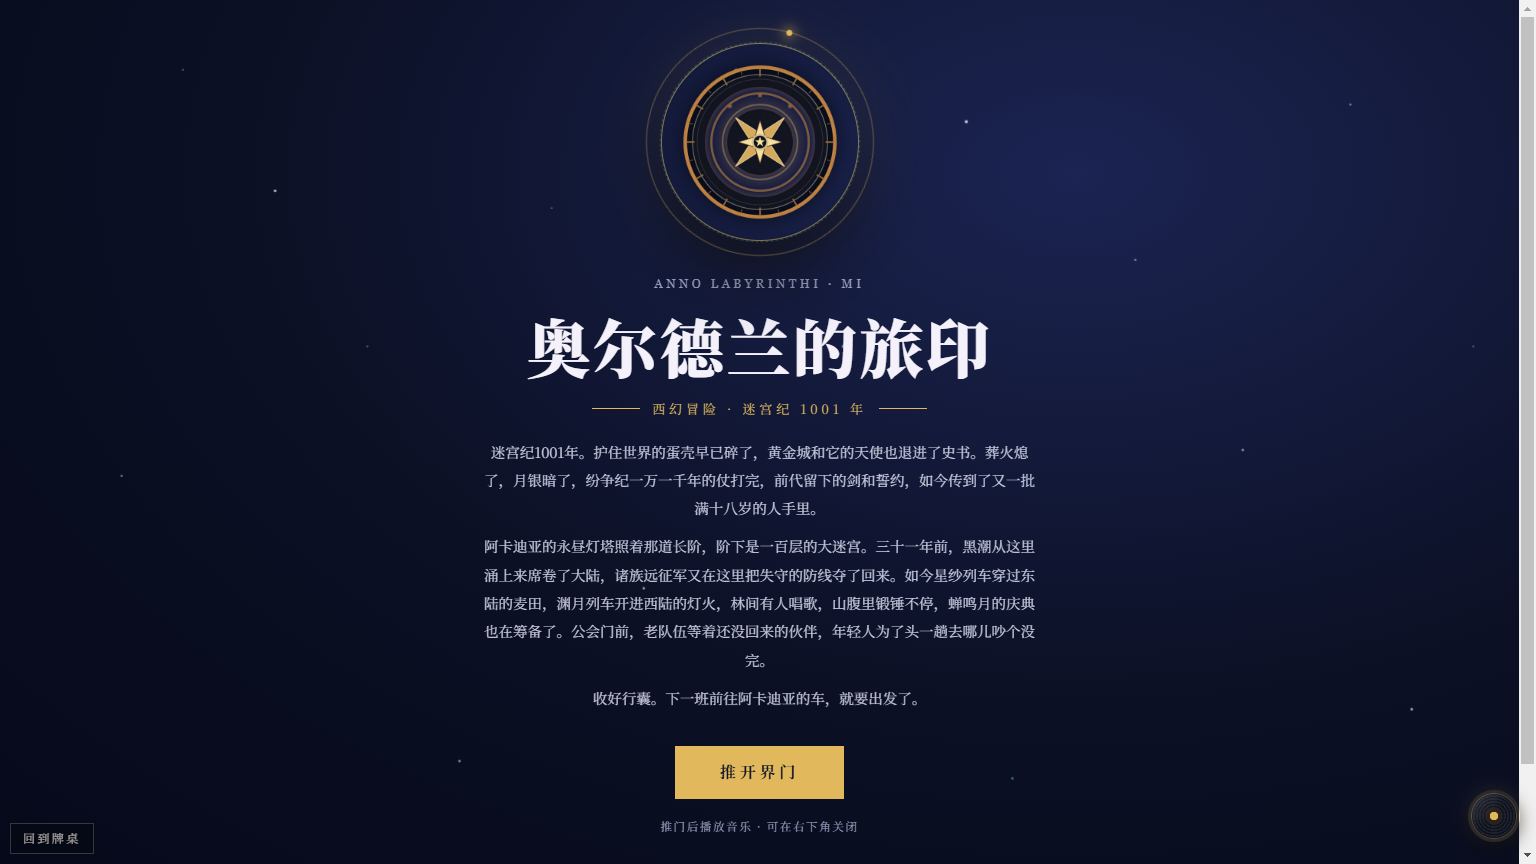 ANNO LABYRINTHI · MI
奥尔德兰的旅印
西幻冒险 · 迷宫纪 1001 年
迷宫纪1001年。护住世界的蛋壳早已碎了，黄金城和它的天使也退进了史书。葬火熄
了，月银暗了，纷争纪一万一千年的仗打完，前代留下的剑和誓约，如今传到了又一批
满十八岁的人手里。
阿卡迪亚的永昼灯塔照着那道长阶，阶下是一百层的大迷宫。三十一年前，黑潮从这里
涌上来席卷了大陆，诸族远征军又在这里把失守的防线夺了回来。如今星纱列车穿过东
陆的麦田，渊月列车开进西陆的灯火，林间有人唱歌，山腹里锻锤不停，蝉鸣月的庆典
也在筹备了。公会门前，老队伍等着还没回来的伙伴，年轻人为了头一趟去哪儿吵个没
完。
收好行囊。下一班前往阿卡迪亚的车，就要出发了。
推开界门
推门后播放音乐 · 可在右下角关闭
回到牌桌